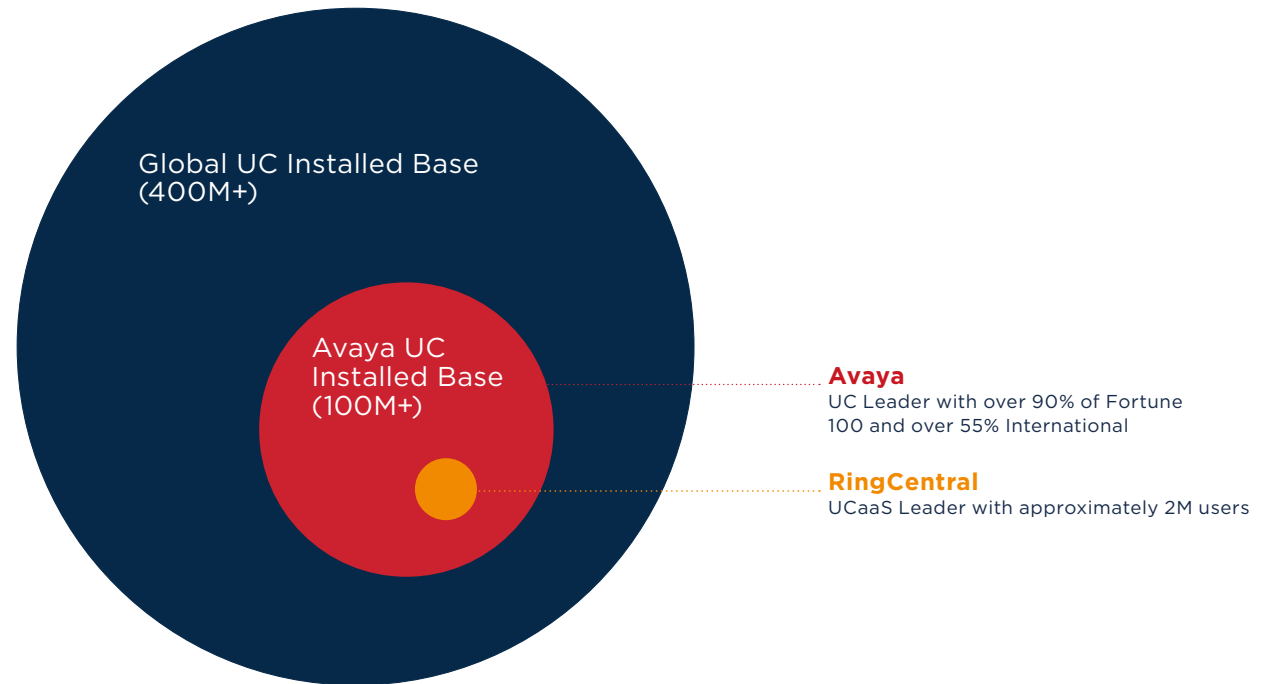 Global UC Installed Base
(400M+)
Avaya UC
Installed Base
(100M+)
Avaya
UC Leader with over 90% of Fortune
100 and over 55% International
RingCentral
UCaaS Leader with approximately 2M users